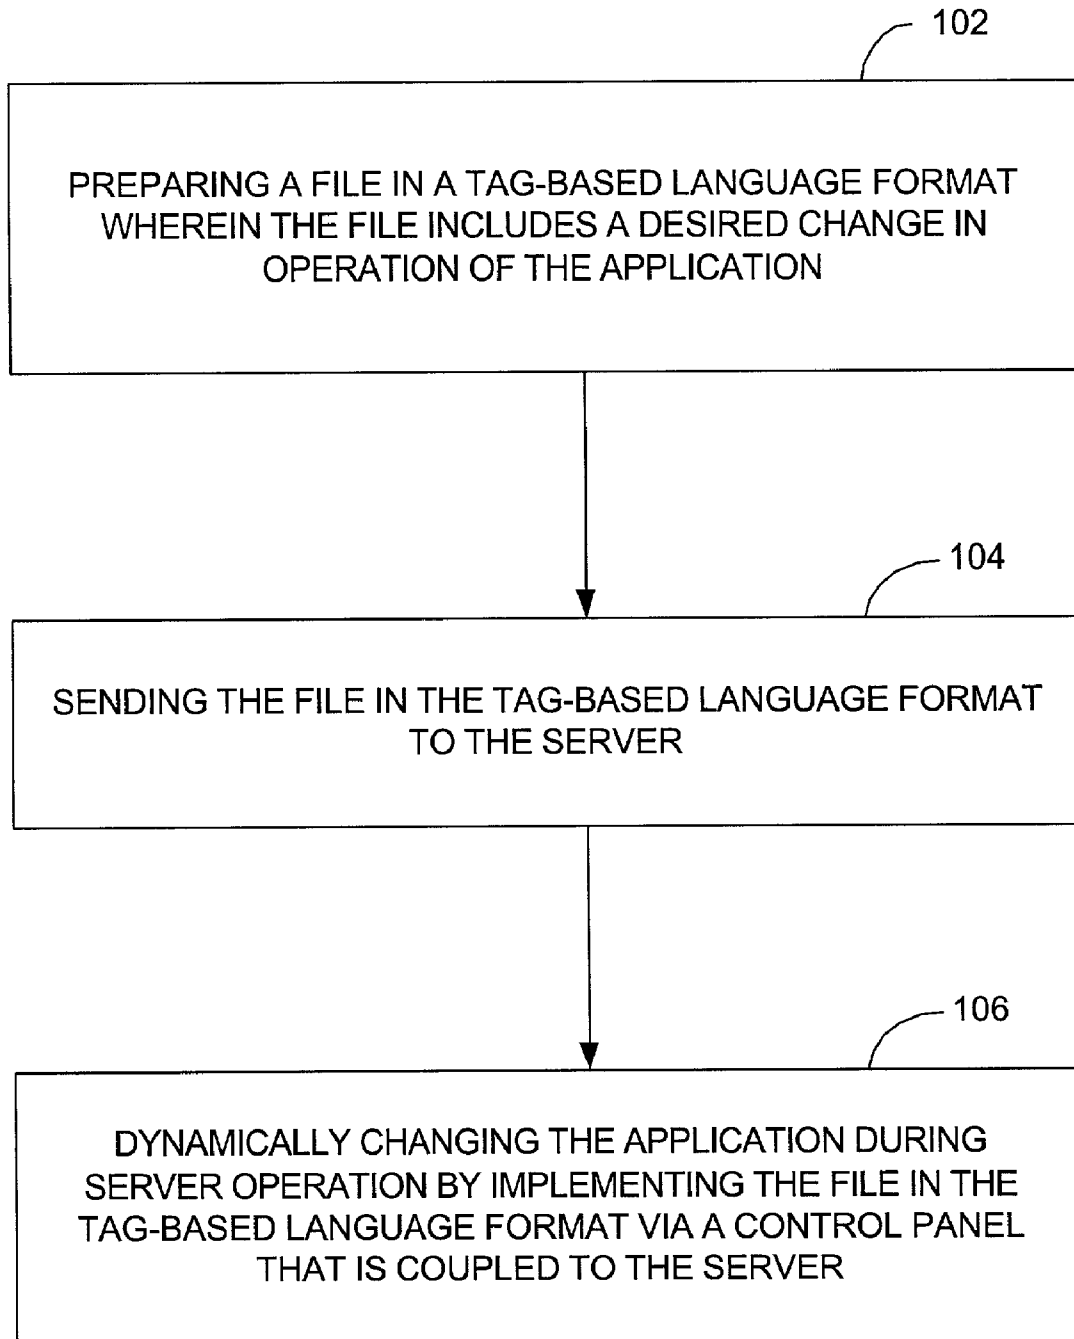 102
PREPARING A FILE IN A TAG-BASED LANGUAGE FORMAT
WHEREIN THE FILE INCLUDES A DESIRED CHANGE IN
OPERATION OF THE APPLICATION
104
SENDING THE FILE IN THE TAG-BASED LANGUAGE FORMAT
TO THE SERVER
106
DYNAMICALLY CHANGING THE APPLICATION DURING
SERVER OPERATION BY IMPLEMENTING THE FILE IN THE
TAG-BASED LANGUAGE FORMAT VIA A CONTROL PANEL
THAT IS COUPLED TO THE SERVER